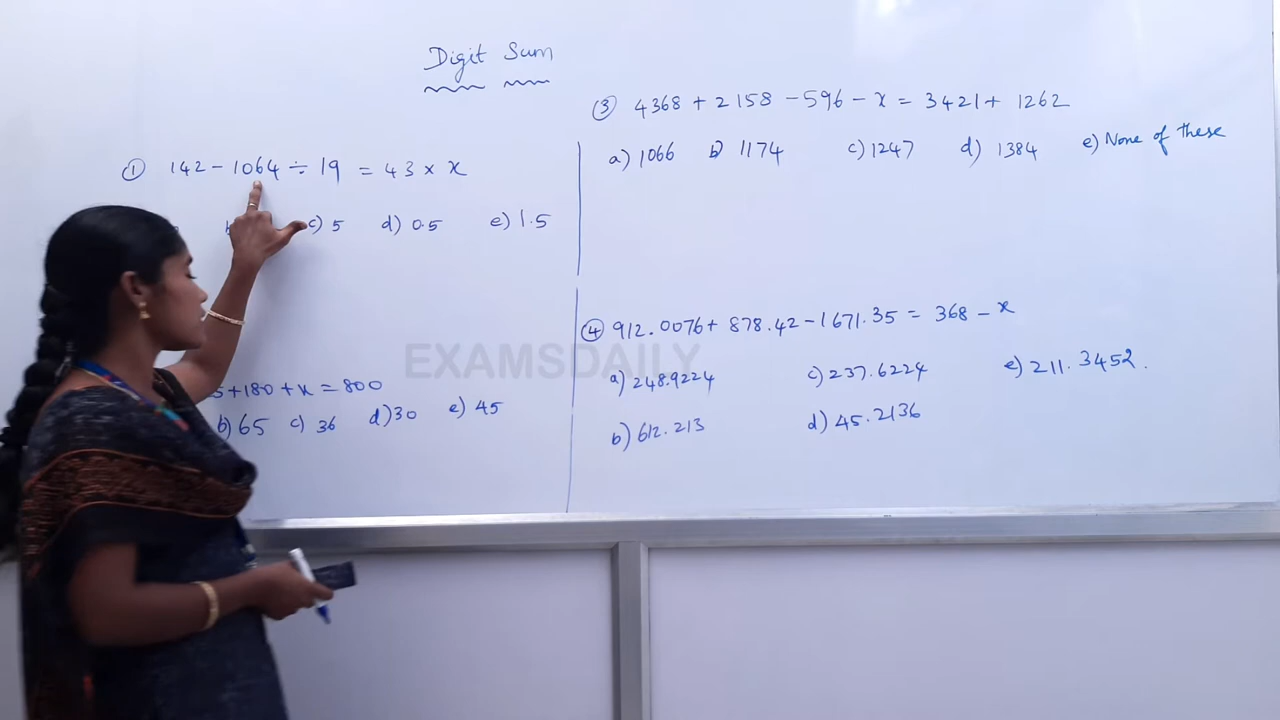 Digit Sum
① 142 - 1064 ÷ 19 = 43 × x
c) 5 d) 0.5 e) 1.5
5 + 180 + x = 800
b) 65 c) 36 d) 30 e) 45
③ 4368 + 2158 - 596 - x = 3421 + 1262
a) 1066 b) 1174 c) 1247 d) 1384 e) None of these
④ 912.0076 + 878.42 - 1671.35 = 368 - x
a) 248.9224 c) 237.6224 e) 211.3452.
b) 612.213 d) 45.2136
EXAMSDAILY